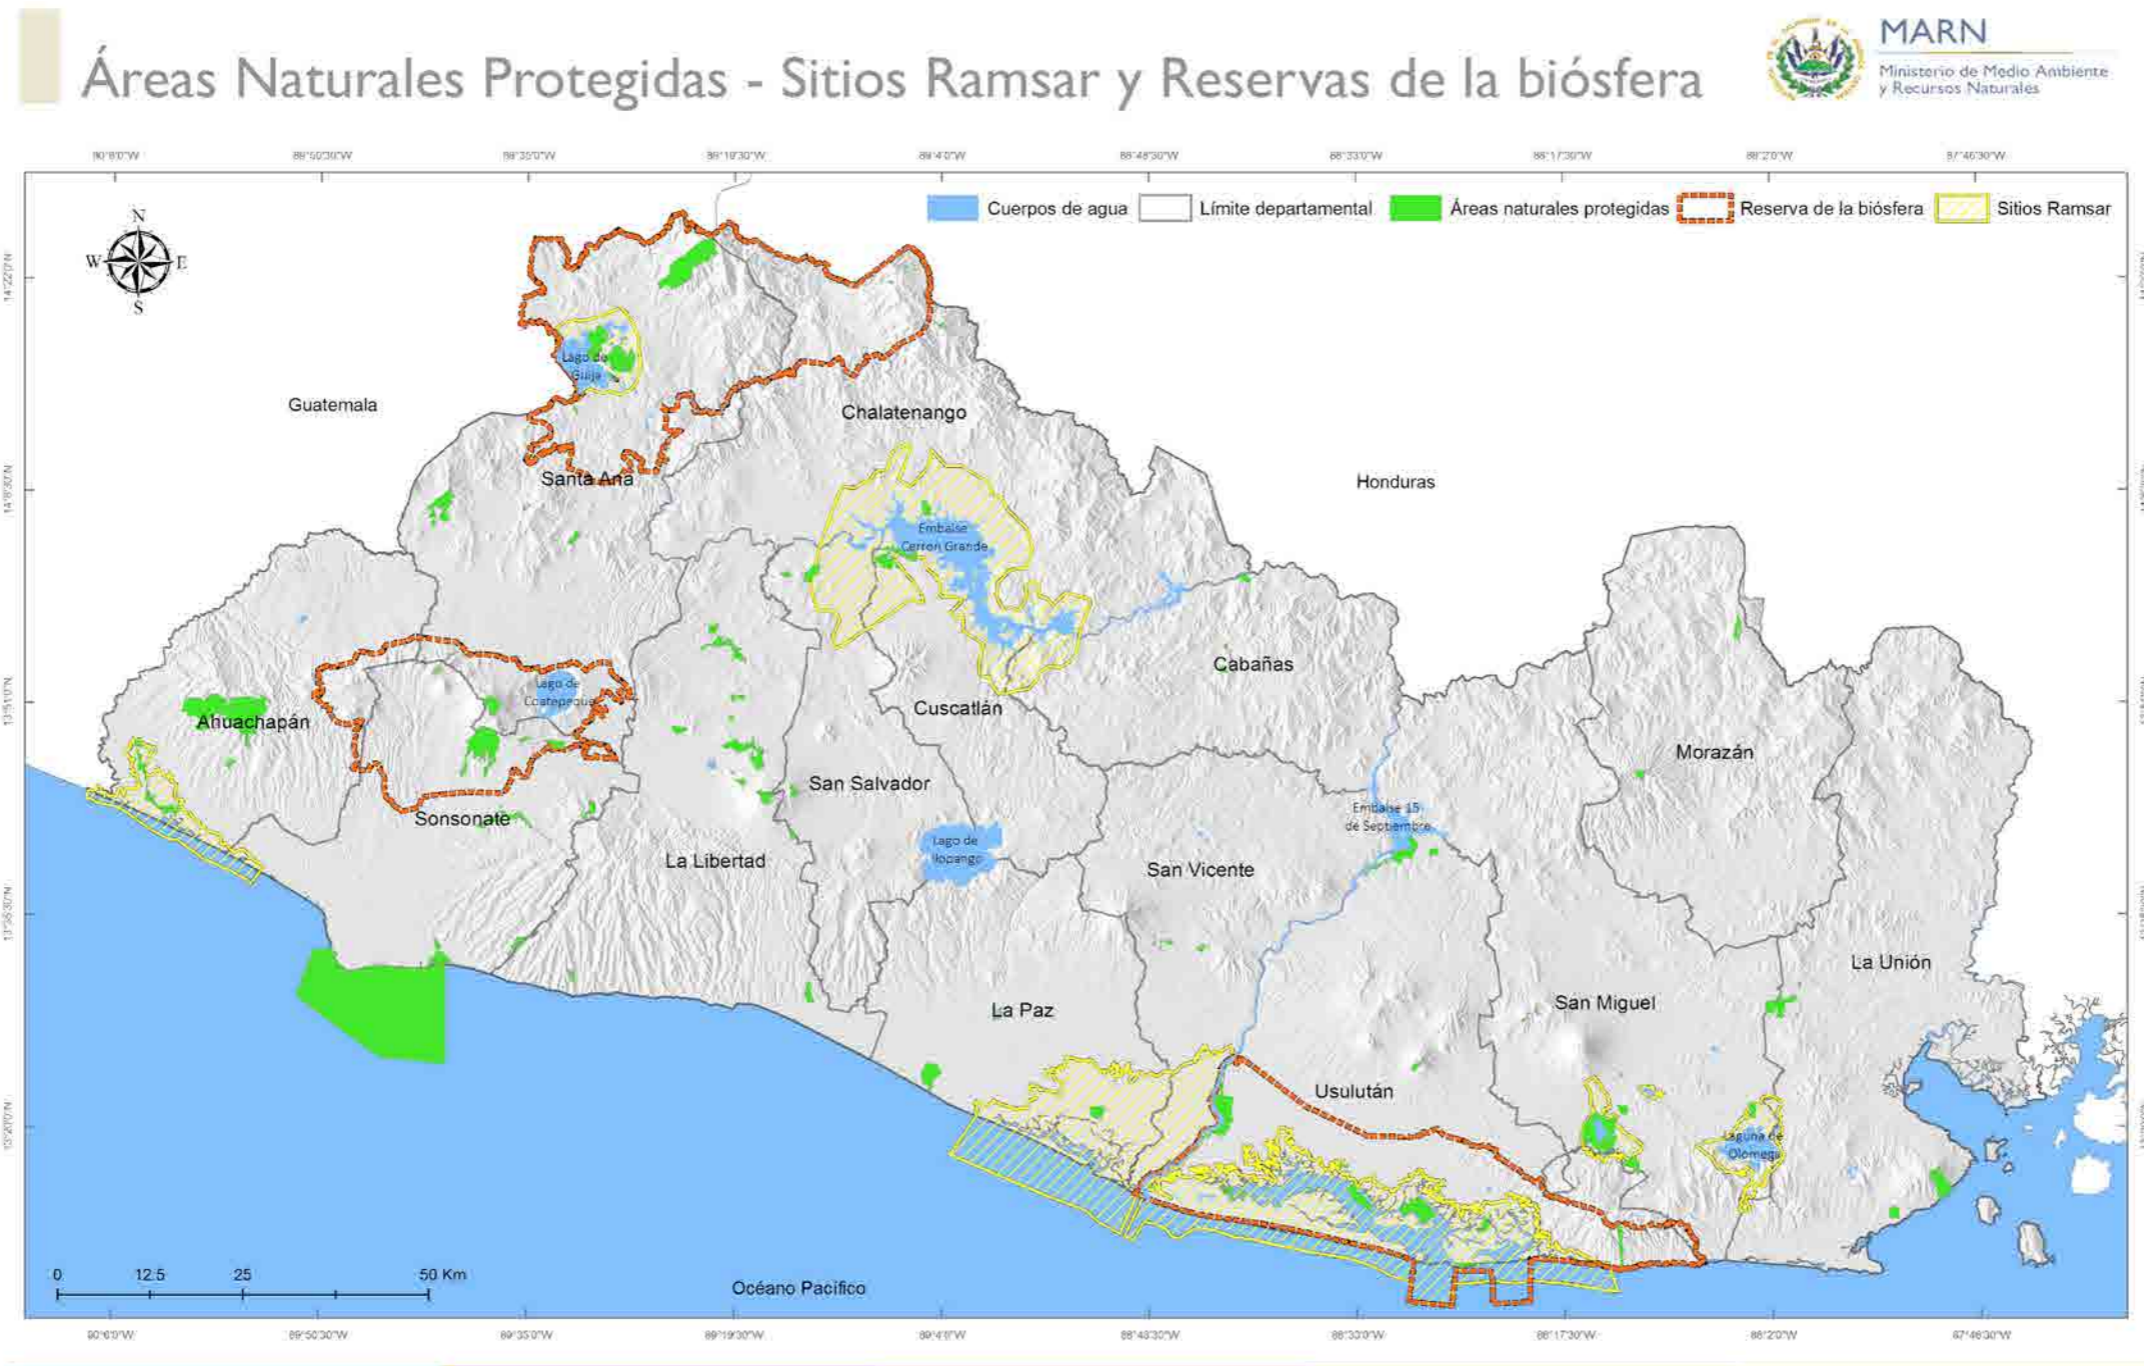 Áreas Naturales Protegidas - Sitios Ramsar y Reservas de la biósfera
MARN
Ministerio de Medio Ambiente
y Recursos Naturales
Cuerpos de agua
Límite departamental
Áreas naturales protegidas
Reserva de la biósfera
Sitios Ramsar
N
W
E
S
Lago de
Güija
Guatemala
Chalatenango
Santa Ana
Honduras
Embalse
Cerron Grande
Cabañas
Lago de
Coatepeque
Cuscatlán
Ahuachapán
Morazán
San Salvador
Sonsonate
Embalse 15
de Septiembre
La Libertad
Lago de
Ilopango
San Vicente
La Unión
San Miguel
La Paz
Usulután
Laguna de
Olomega
0
12.5
25
50 Km
Océano Pacífico